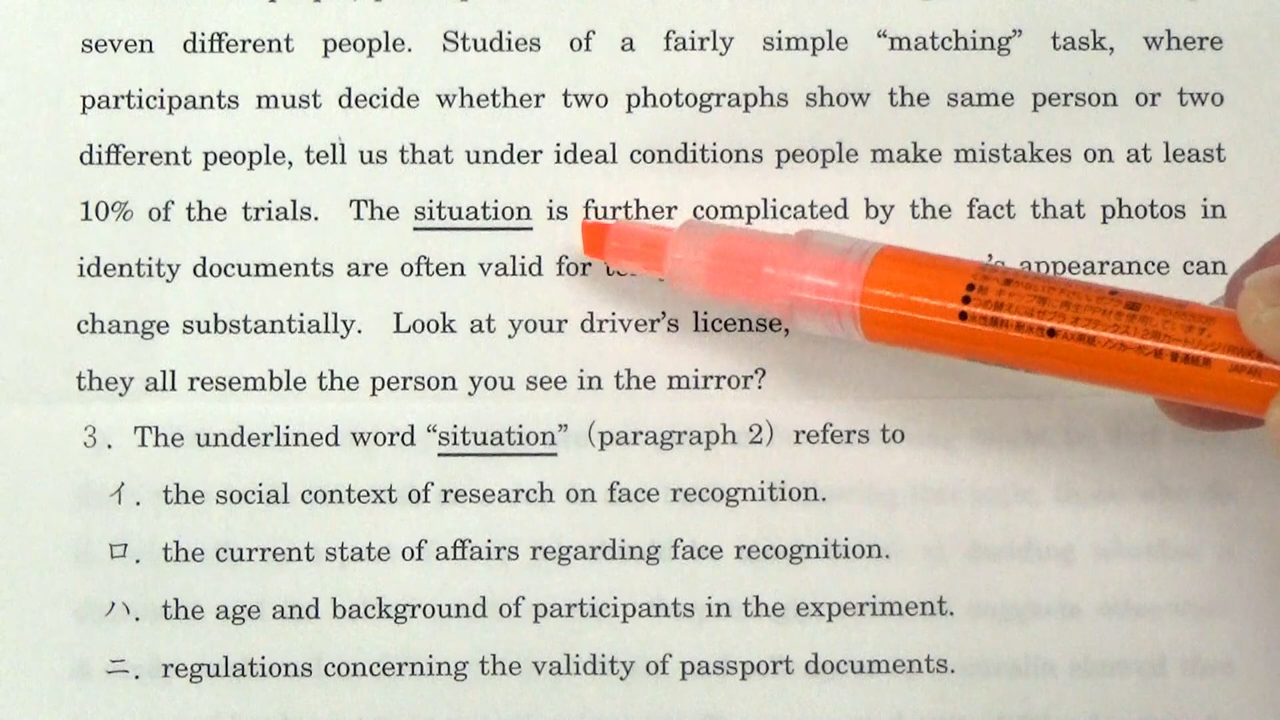 seven different people. Studies of a fairly simple “matching” task, where
participants must decide whether two photographs show the same person or two
different people, tell us that under ideal conditions people make mistakes on at least
10% of the trials. The situation is further complicated by the fact that photos in
identity documents are often valid for appearance can
change substantially. Look at your driver’s license,
they all resemble the person you see in the mirror?
3. The underlined word “situation” (paragraph 2) refers to
イ. the social context of research on face recognition.
ロ. the current state of affairs regarding face recognition.
ハ. the age and background of participants in the experiment.
ニ. regulations concerning the validity of passport documents.